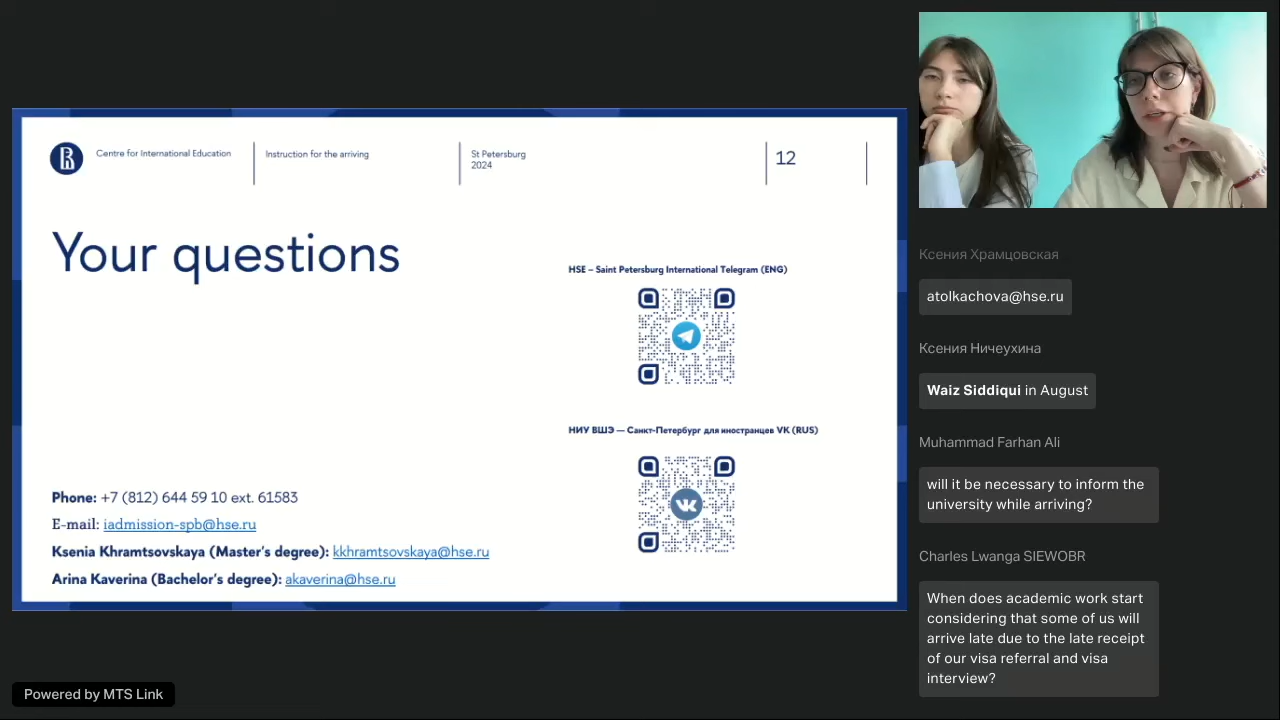 Centre for International Education
Instruction for the arriving
St Petersburg
2024
12
Your questions
HSE – Saint Petersburg International Telegram (ENG)
НИУ ВШЭ — Санкт-Петербург для иностранцев VK (RUS)
Phone: +7 (812) 644 59 10 ext. 61583
E-mail: iadmission-spb@hse.ru
Ksenia Khramtsovskaya (Master's degree): kkhramtsovskaya@hse.ru
Arina Kaverina (Bachelor's degree): akaverina@hse.ru
Powered by MTS Link
Ксения Храмцовская
atolkachova@hse.ru
Ксения Ничеухина
Waiz Siddiqui in August
Muhammad Farhan Ali
will it be necessary to inform the
university while arriving?
Charles Lwanga SIEWOBR
When does academic work start
considering that some of us will
arrive late due to the late receipt
of our visa referral and visa
interview?